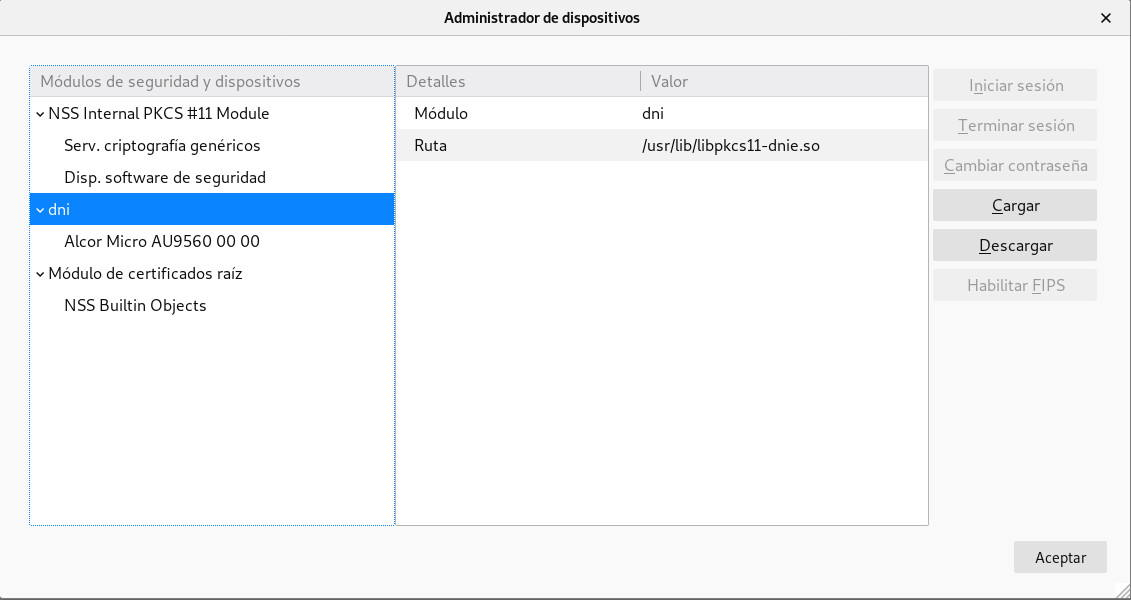 Administrador de dispositivos
Módulos de seguridad y dispositivos
NSS Internal PKCS #11 Module
Serv. criptografía genéricos
Disp. software de seguridad
dni
Alcor Micro AU9560 00 00
Módulo de certificados raíz
NSS Builtin Objects
Detalles Valor
Módulo dni
Ruta /usr/lib/libpkcs11-dnie.so
Iniciar sesión
Terminar sesión
Cambiar contraseña
Cargar
Descargar
Habilitar FIPS
Aceptar